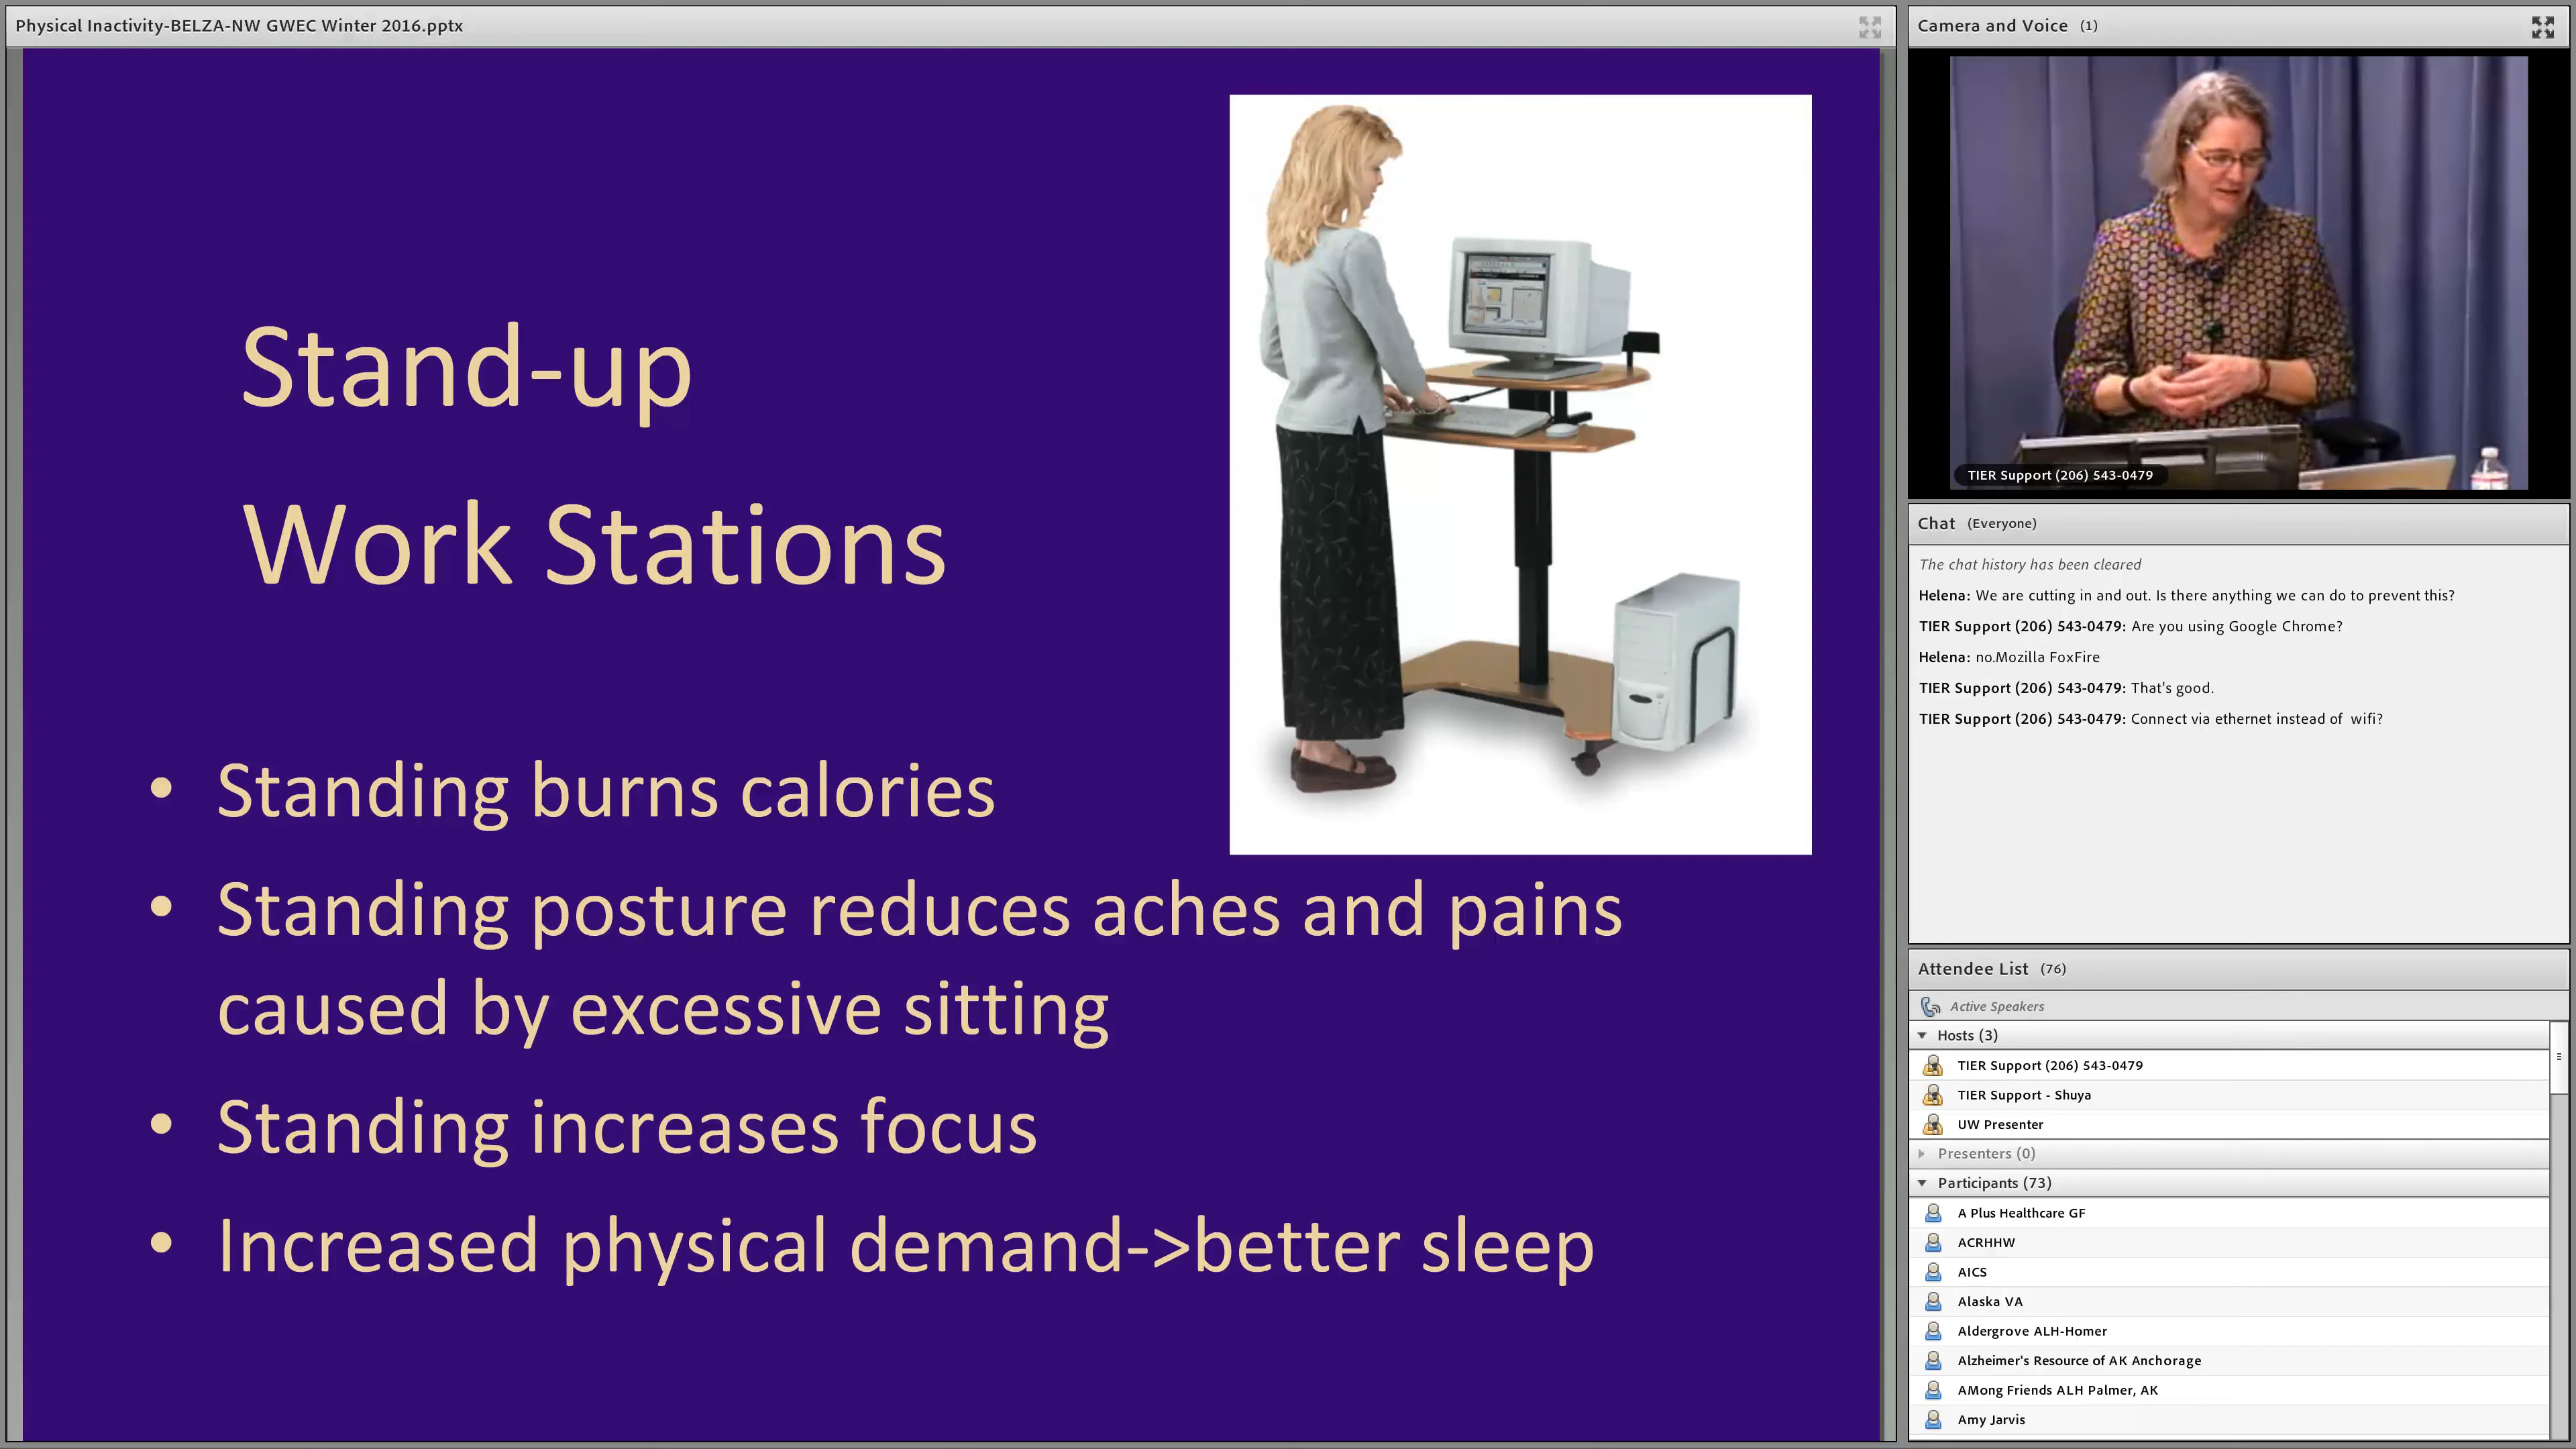 Physical Inactivity-BELZA-NW GWEC Winter 2016.pptx
Stand-up
Work Stations
• Standing burns calories
• Standing posture reduces aches and pains
caused by excessive sitting
• Standing increases focus
• Increased physical demand->better sleep
Camera and Voice (1)
TIER Support (206) 543-0479
Chat (Everyone)
The chat history has been cleared
Helena: We are cutting in and out. Is there anything we can do to prevent this?
TIER Support (206) 543-0479: Are you using Google Chrome?
Helena: no.Mozilla FoxFire
TIER Support (206) 543-0479: That's good.
TIER Support (206) 543-0479: Connect via ethernet instead of wifi?
Attendee List (76)
Active Speakers
Hosts (3)
TIER Support (206) 543-0479
TIER Support - Shuya
UW Presenter
Presenters (0)
Participants (73)
A Plus Healthcare GF
ACRHHW
AICS
Alaska VA
Aldergrove ALH-Homer
Alzheimer's Resource of AK Anchorage
AMong Friends ALH Palmer, AK
Amy Jarvis